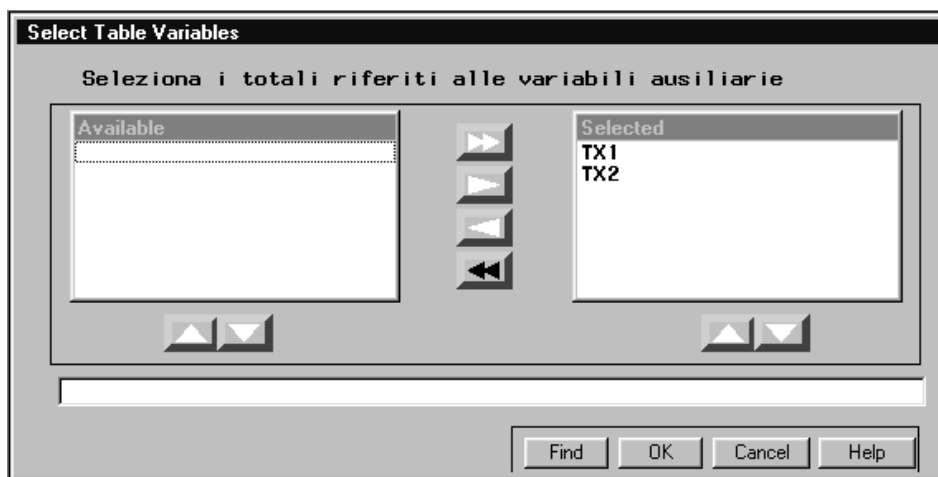 Select Table Variables
Seleziona i totali riferiti alle variabili ausiliarie
Available
Selected
TX1
TX2
Find
OK
Cancel
Help